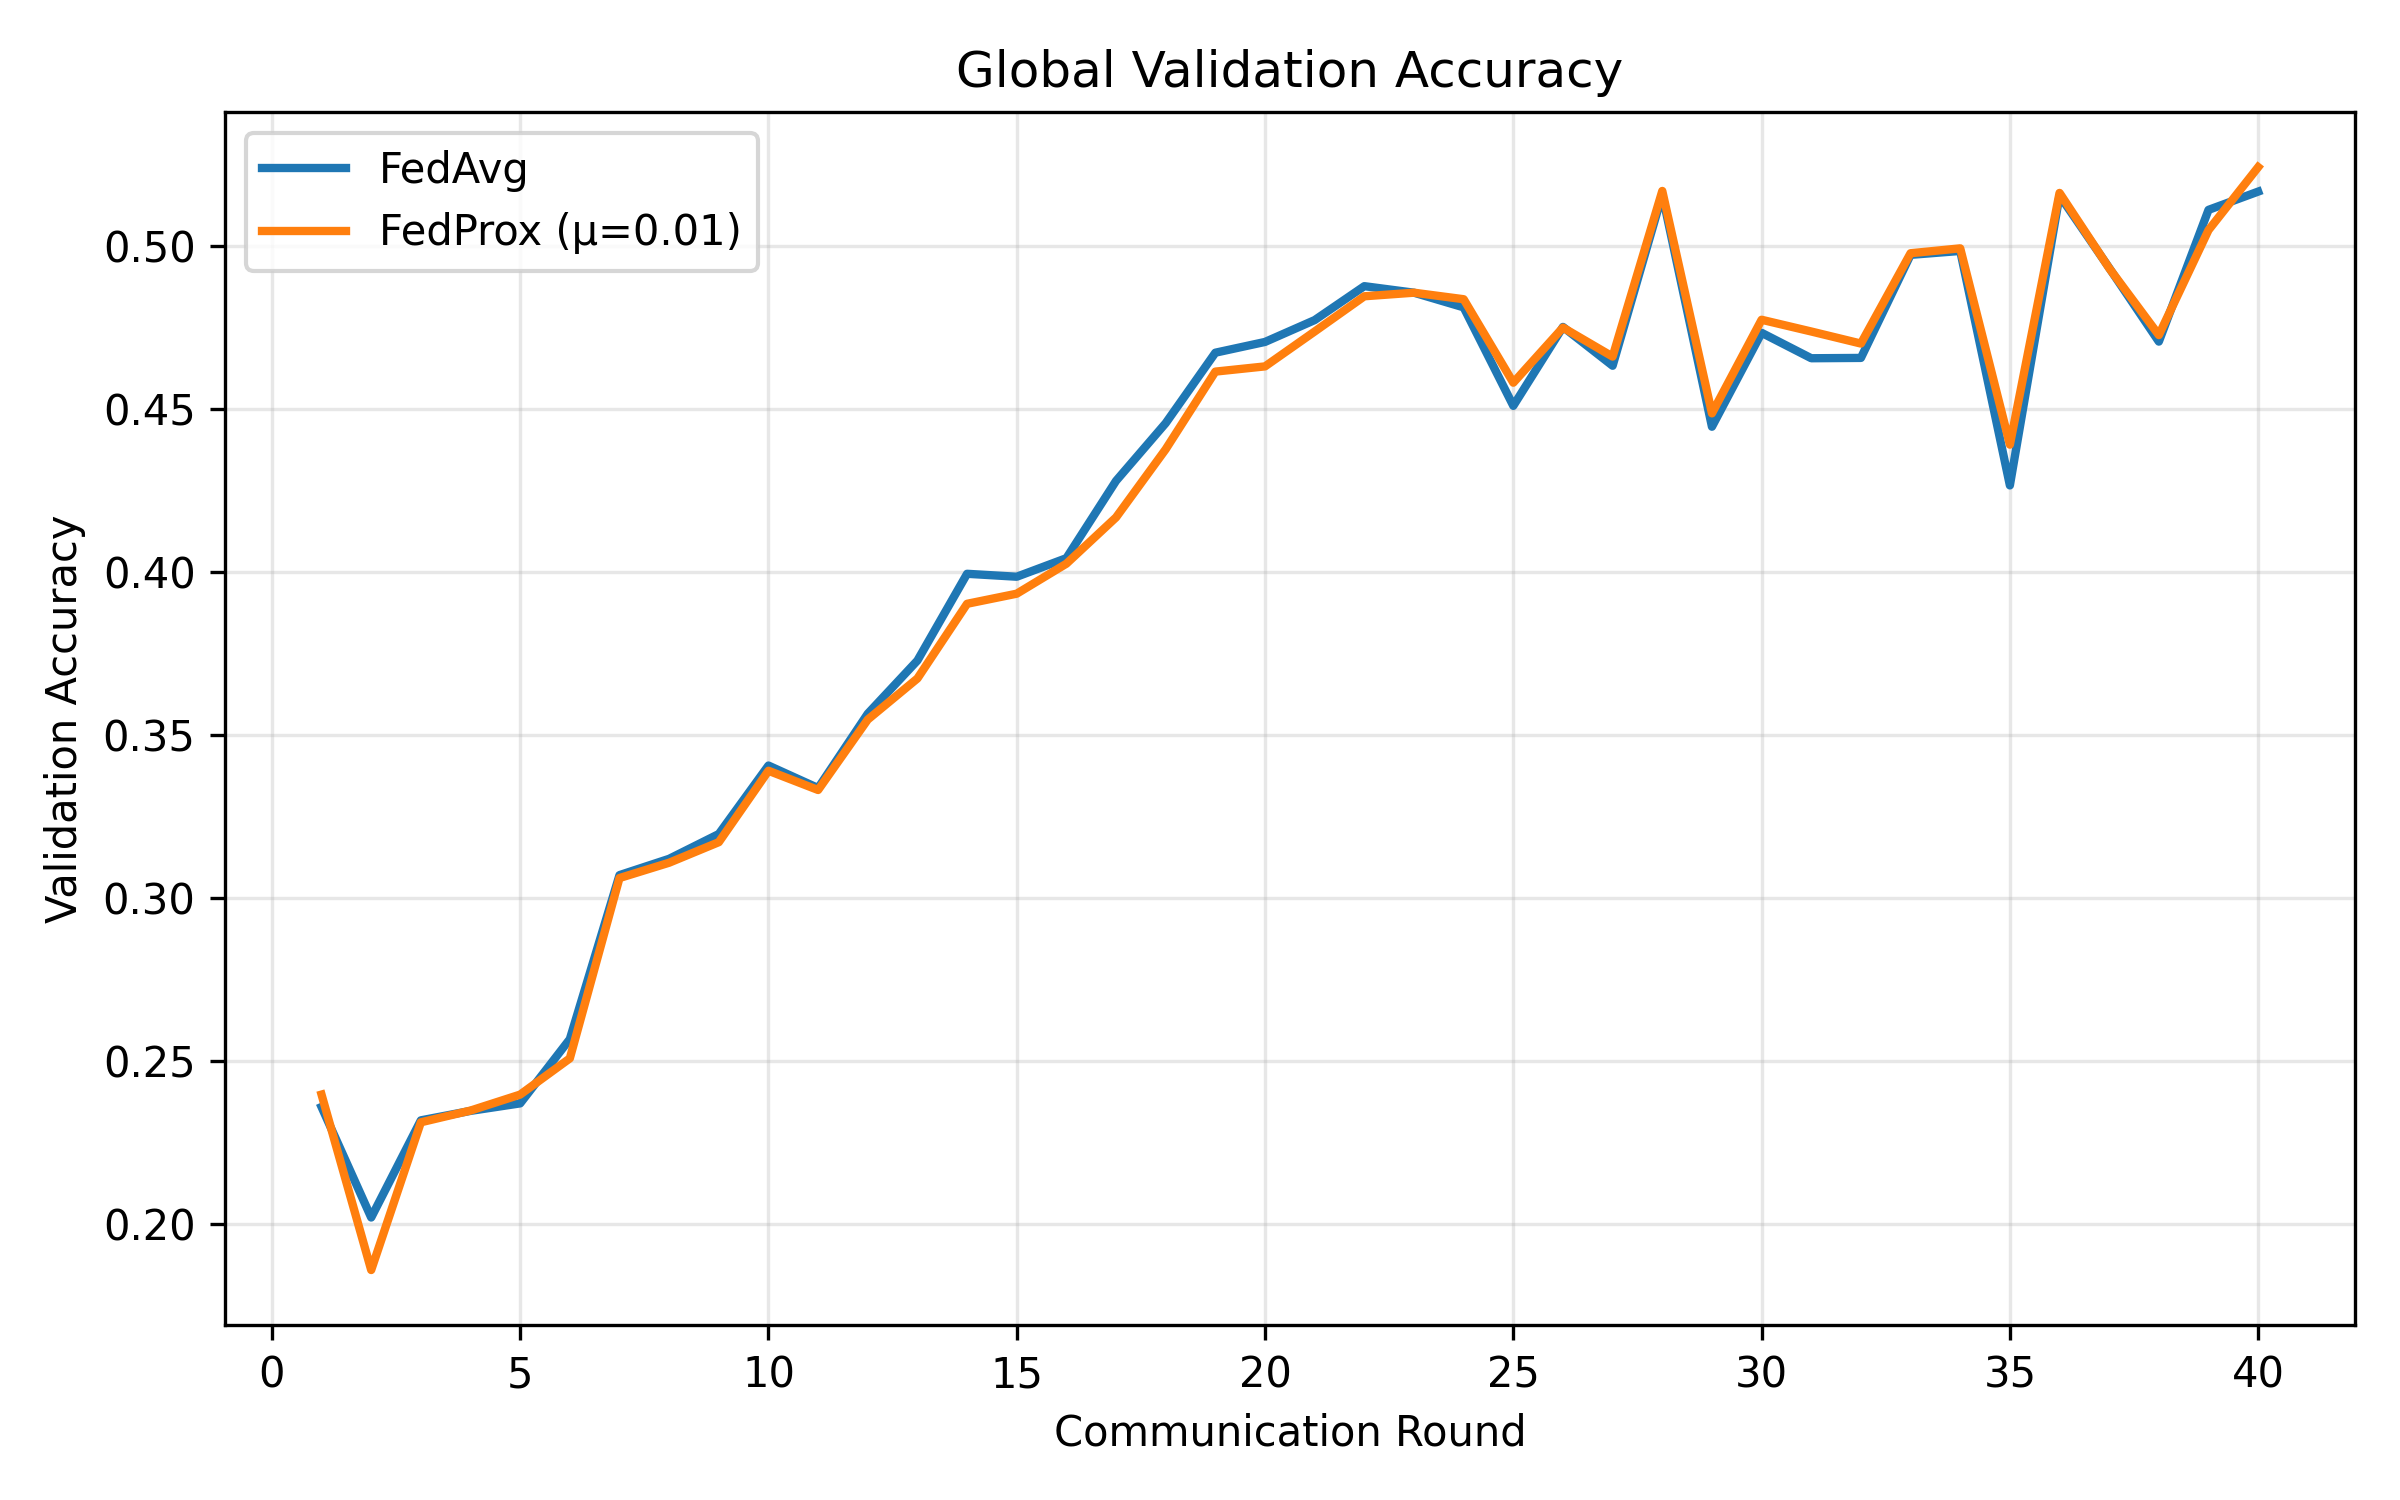 Global Validation Accuracy
FedAvg
FedProx (μ=0.01)
Validation Accuracy
0.50
0.45
0.40
0.35
0.30
0.25
0.20
0 5 10 15 20 25 30 35 40
Communication Round